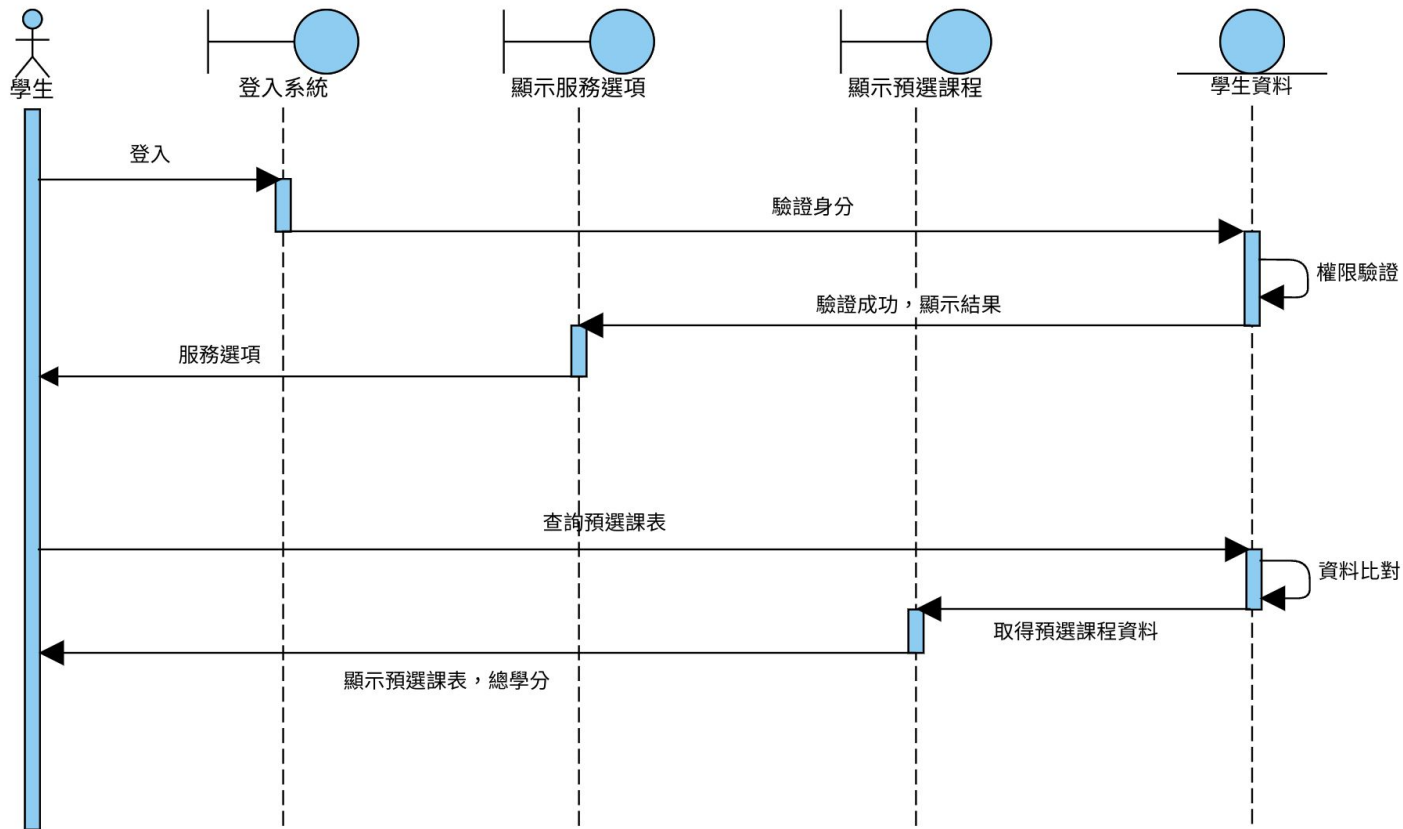 學生
登入系統
顯示服務選項
顯示預選課程
學生資料
登入
驗證身分
權限驗證
驗證成功，顯示結果
服務選項
查詢預選課表
資料比對
取得預選課程資料
顯示預選課表，總學分